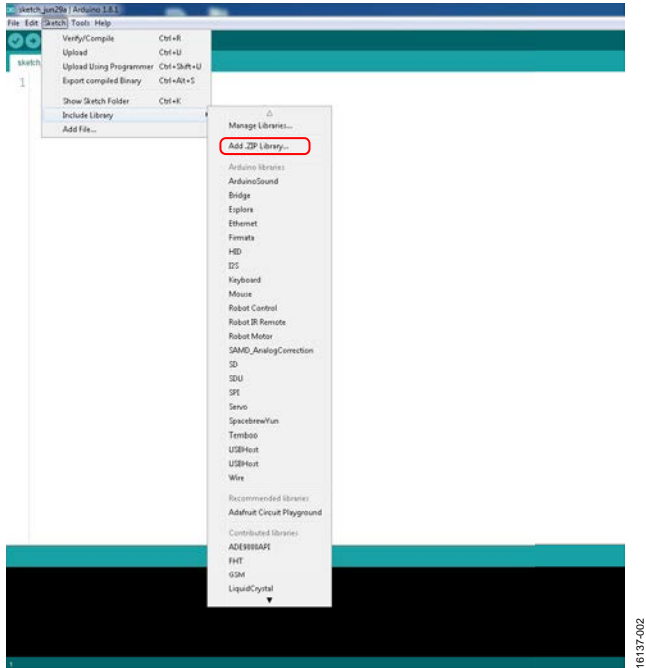 sketch_jun29a | Arduino 1.8.1
File Edit Sketch Tools Help
Verify/Compile Ctrl+R
Upload Ctrl+U
Upload Using Programmer Ctrl+Shift+U
Export compiled Binary Ctrl+Alt+S
Show Sketch Folder Ctrl+K
Include Library
Add File...
sketch
1
Manage Libraries...
Add .ZIP Library...
Arduino libraries
ArduinoSound
Bridge
Esplora
Ethernet
Firmata
HID
I2S
Keyboard
Mouse
Robot Control
Robot IR Remote
Robot Motor
SAMD_AnalogCorrection
SD
SDU
SPI
Servo
SpacebrewYun
Temboo
USBHost
USBHost
Wire
Recommended libraries
Adafruit Circuit Playground
Contributed libraries
ADE9000API
FHT
GSM
LiquidCrystal
1
16137-002